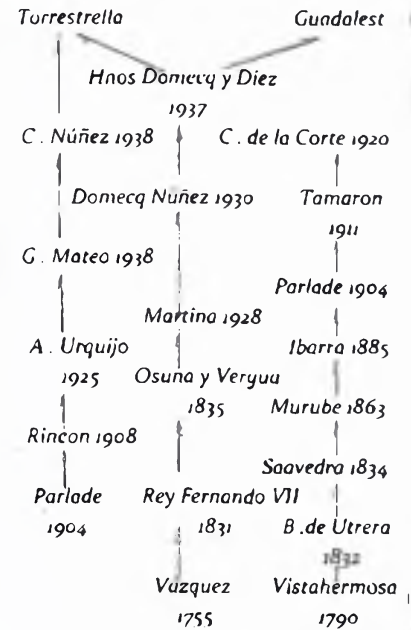 Torrestrella Guadalest
Hnos Domecq y Diez
1937
C. Núñez 1938 C. de la Corte 1920
Domecq Nuñez 1930 Tamaron
1911
G. Mateo 1938
Parlade 1904
Martina 1928
A. Urquijo Ibarra 1885
1925 Osuna y Veragua
1835 Murube 1863
Rincon 1908
Saavedra 1834
Parlade Rey Fernando VII
1904 1831 B. de Utrera
1832
Vazquez Vistahermosa
1755 1790